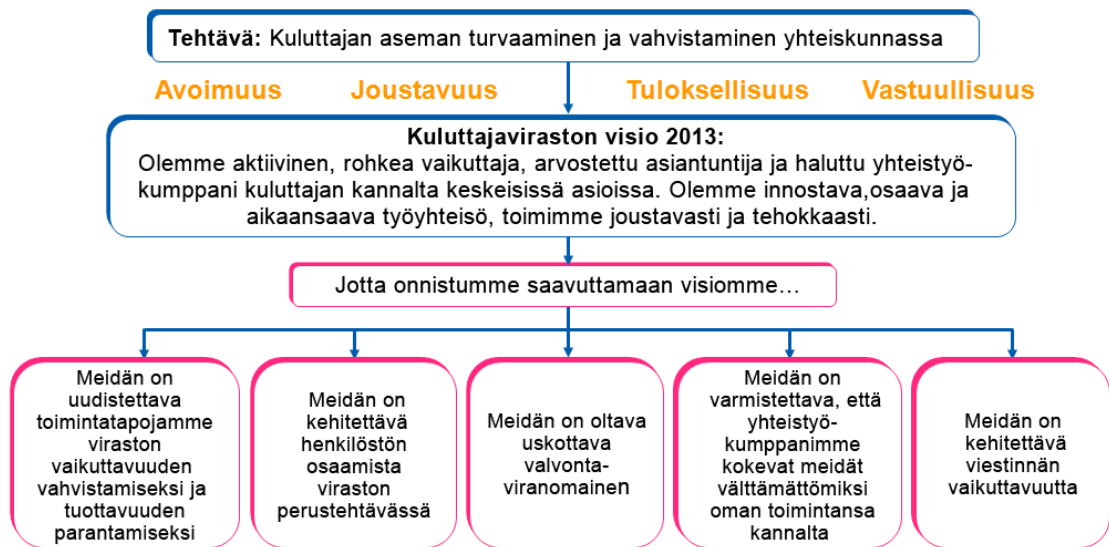 Tehtävä: Kuluttajan aseman turvaaminen ja vahvistaminen yhteiskunnassa
Avoimuus Joustavuus Tuloksellisuus Vastuullisuus
Kuluttajaviraston visio 2013:
Olemme aktiivinen, rohkea vaikuttaja, arvostettu asiantuntija ja haluttu yhteistyö-
kumppani kuluttajan kannalta keskeisissä asioissa. Olemme innostava,osaava ja
aikaansaava työyhteisö, toimimme joustavasti ja tehokkaasti.
Jotta onnistumme saavuttamaan visiomme…
Meidän on
uudistettava
toimintatapojamme
viraston
vaikuttavuuden
vahvistamiseksi ja
tuottavuuden
parantamiseksi
Meidän on
kehitettävä
henkilöstön
osaamista
viraston
perustehtävässä
Meidän on oltava
uskottava
valvonta-
viranomainen
Meidän on
varmistettava, että
yhteistyö-
kumppanimme
kokevat meidät
välttämättömiksi
oman toimintansa
kannalta
Meidän on
kehitettävä
viestinnän
vaikuttavuutta